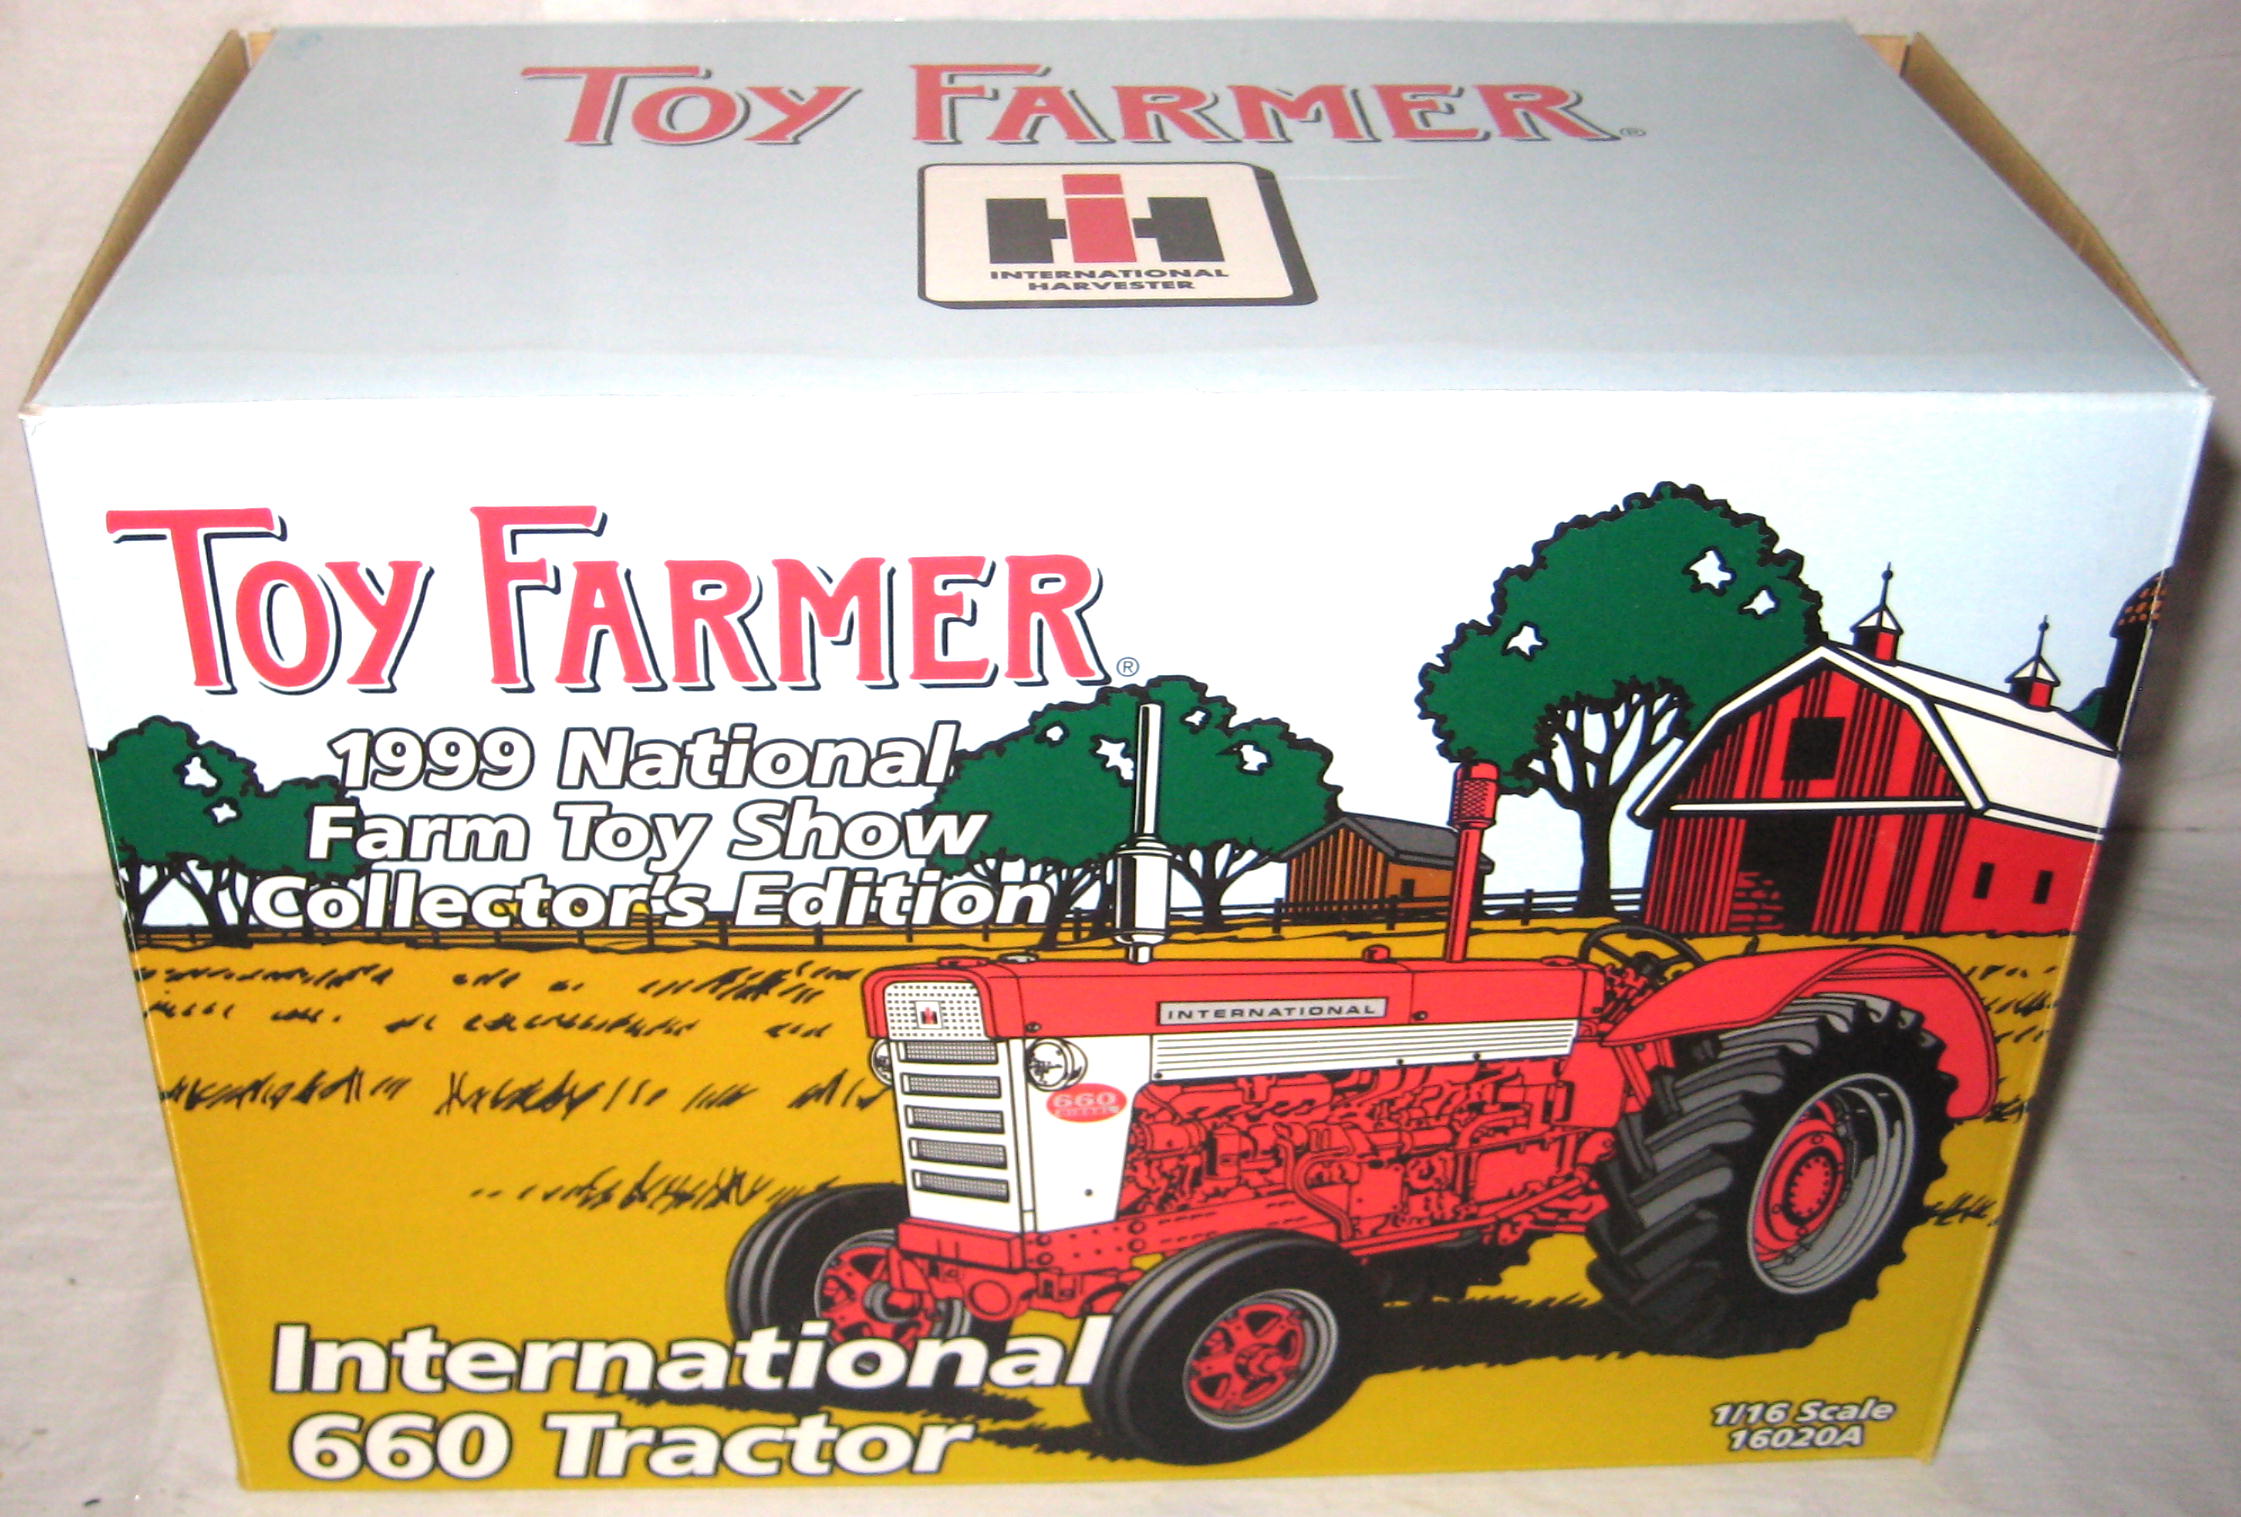 TOY FARMER®
INTERNATIONAL
HARVESTER
TOY FARMER®
1999 National
Farm Toy Show
Collector's Edition
INTERNATIONAL
660
DIESEL
International
660 Tractor
1/16 Scale
16020A